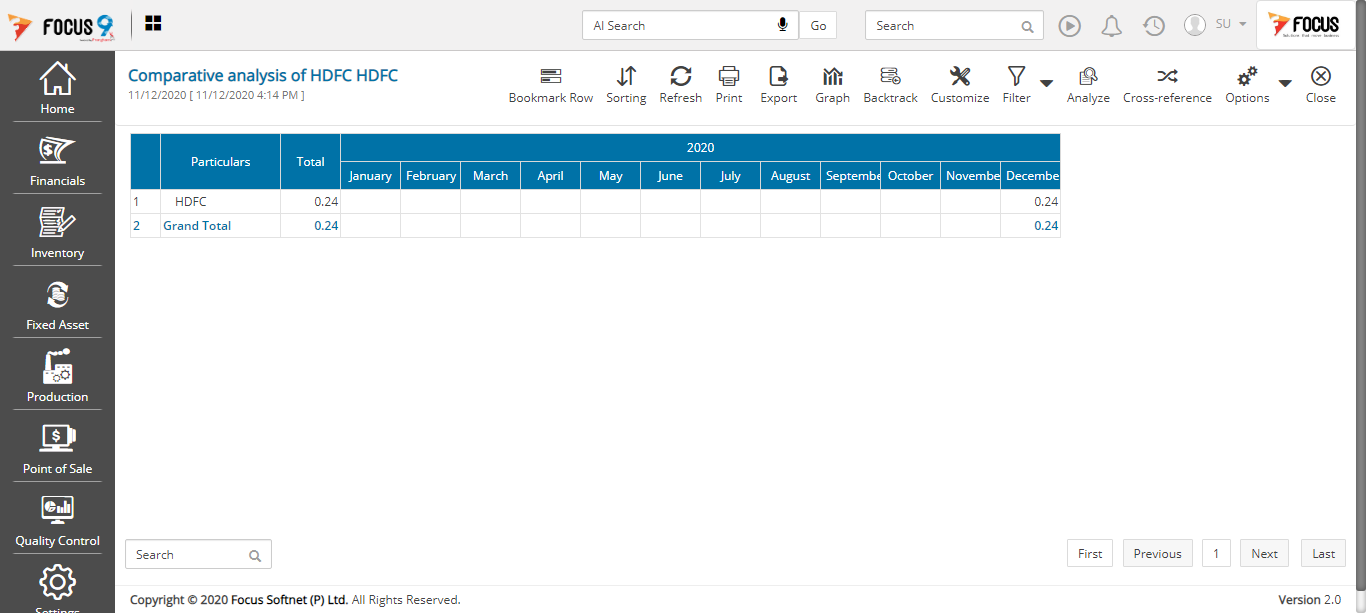 FOCUS 9
AI Search
Go
Search
SU
FOCUS
Home
Financials
Inventory
Fixed Asset
Production
Point of Sale
Quality Control
Settings
Comparative analysis of HDFC HDFC
11/12/2020 [ 11/12/2020 4:14 PM ]
Bookmark Row Sorting Refresh Print Export Graph Backtrack Customize Filter Analyze Cross-reference Options Close
Particulars Total 2020
January February March April May June July August Septembe October Novembe Decembe
1 HDFC 0.24 0.24
2 Grand Total 0.24 0.24
Search
First Previous 1 Next Last
Copyright © 2020 Focus Softnet (P) Ltd. All Rights Reserved.
Version 2.0